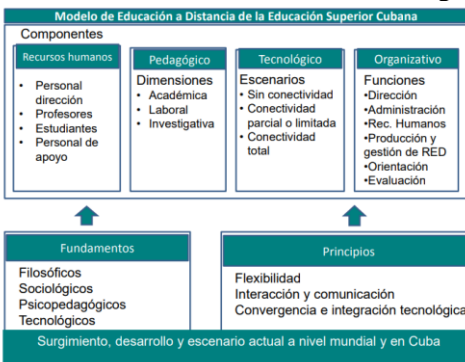 Modelo de Educación a Distancia de la Educación Superior Cubana
Componentes
Recursos humanos
• Personal
dirección
• Profesores
• Estudiantes
• Personal de
apoyo
Pedagógico
Dimensiones
• Académica
• Laboral
• Investigativa
Tecnológico
Escenarios
• Sin conectividad
• Conectividad
parcial o limitada
• Conectividad
total
Organizativo
Funciones
•Dirección
•Administración
•Rec. Humanos
•Producción y
gestión de RED
•Orientación
•Evaluación
Fundamentos
Filosóficos
Sociológicos
Psicopedagógicos
Tecnológicos
Principios
Flexibilidad
Interacción y comunicación
Convergencia e integración tecnológica
Surgimiento, desarrollo y escenario actual a nivel mundial y en Cuba